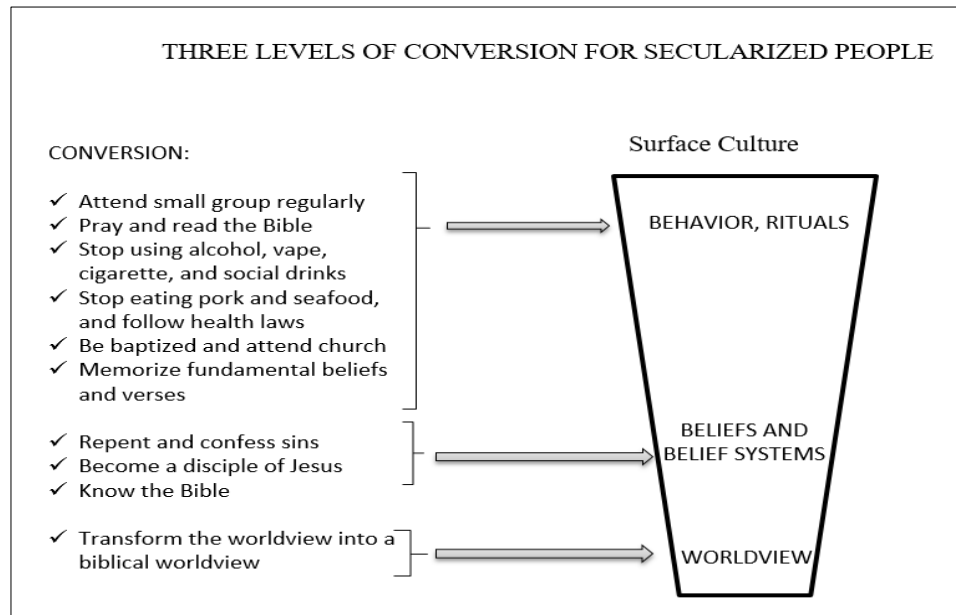 THREE LEVELS OF CONVERSION FOR SECULARIZED PEOPLE
CONVERSION:
✓ Attend small group regularly
✓ Pray and read the Bible
✓ Stop using alcohol, vape,
cigarette, and social drinks
✓ Stop eating pork and seafood,
and follow health laws
✓ Be baptized and attend church
✓ Memorize fundamental beliefs
and verses
✓ Repent and confess sins
✓ Become a disciple of Jesus
✓ Know the Bible
✓ Transform the worldview into a
biblical worldview
Surface Culture
BEHAVIOR, RITUALS
BELIEFS AND
BELIEF SYSTEMS
WORLDVIEW